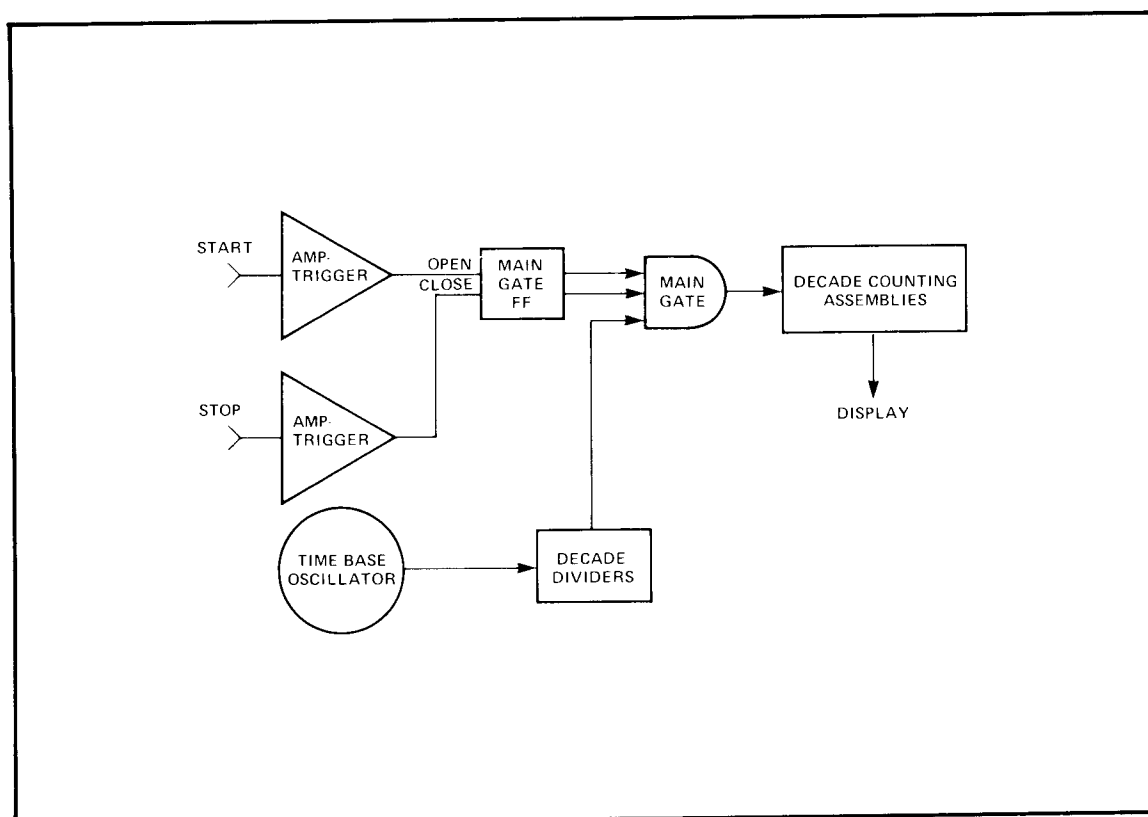 START
AMP-
TRIGGER
OPEN
CLOSE
MAIN
GATE
FF
MAIN
GATE
DECADE COUNTING
ASSEMBLIES
STOP
AMP-
TRIGGER
DISPLAY
TIME BASE
OSCILLATOR
DECADE
DIVIDERS